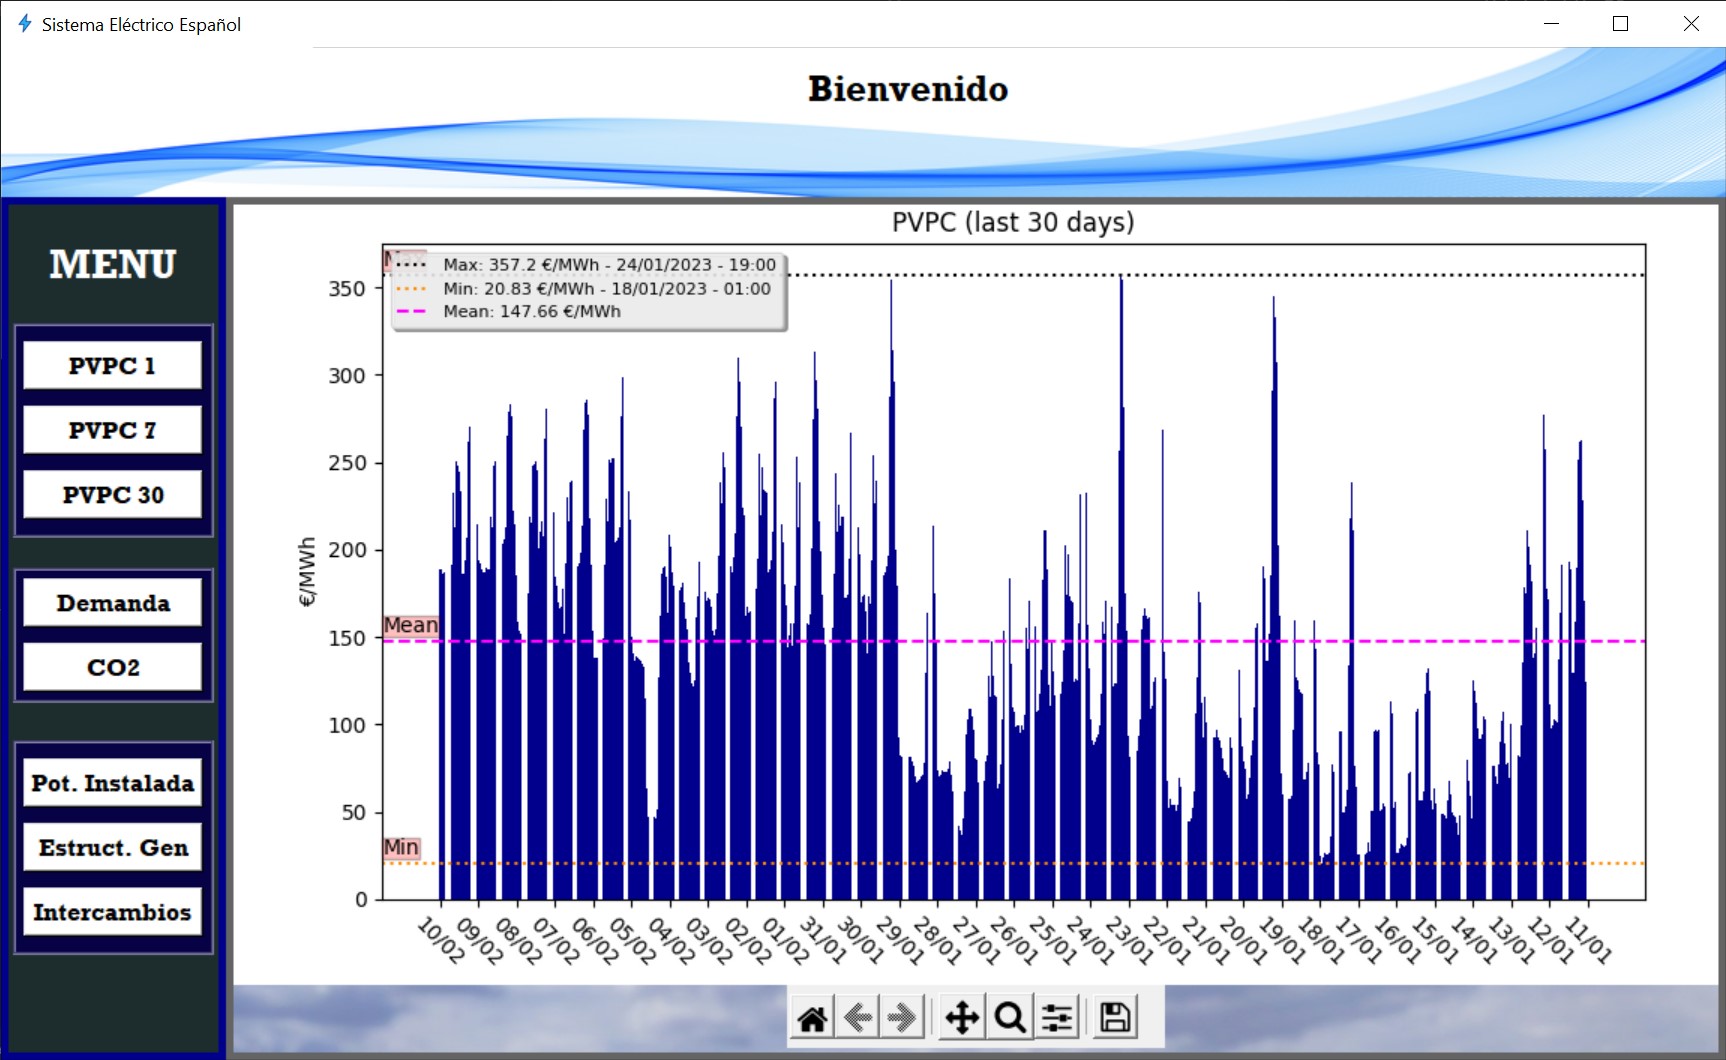 Sistema Eléctrico Español
Bienvenido
MENU
PVPC 1
PVPC 7
PVPC 30
Demanda
CO2
Pot. Instalada
Estruct. Gen
Intercambios
PVPC (last 30 days)
Max: 357.2 €/MWh - 24/01/2023 - 19:00
Min: 20.83 €/MWh - 18/01/2023 - 01:00
Mean: 147.66 €/MWh
350
300
250
200
150
100
50
0
€/MWh
Mean
Min
10/02
09/02
08/02
07/02
06/02
05/02
04/02
03/02
02/02
01/02
31/01
30/01
29/01
28/01
27/01
26/01
25/01
24/01
23/01
22/01
21/01
20/01
19/01
18/01
17/01
16/01
15/01
14/01
13/01
12/01
11/01